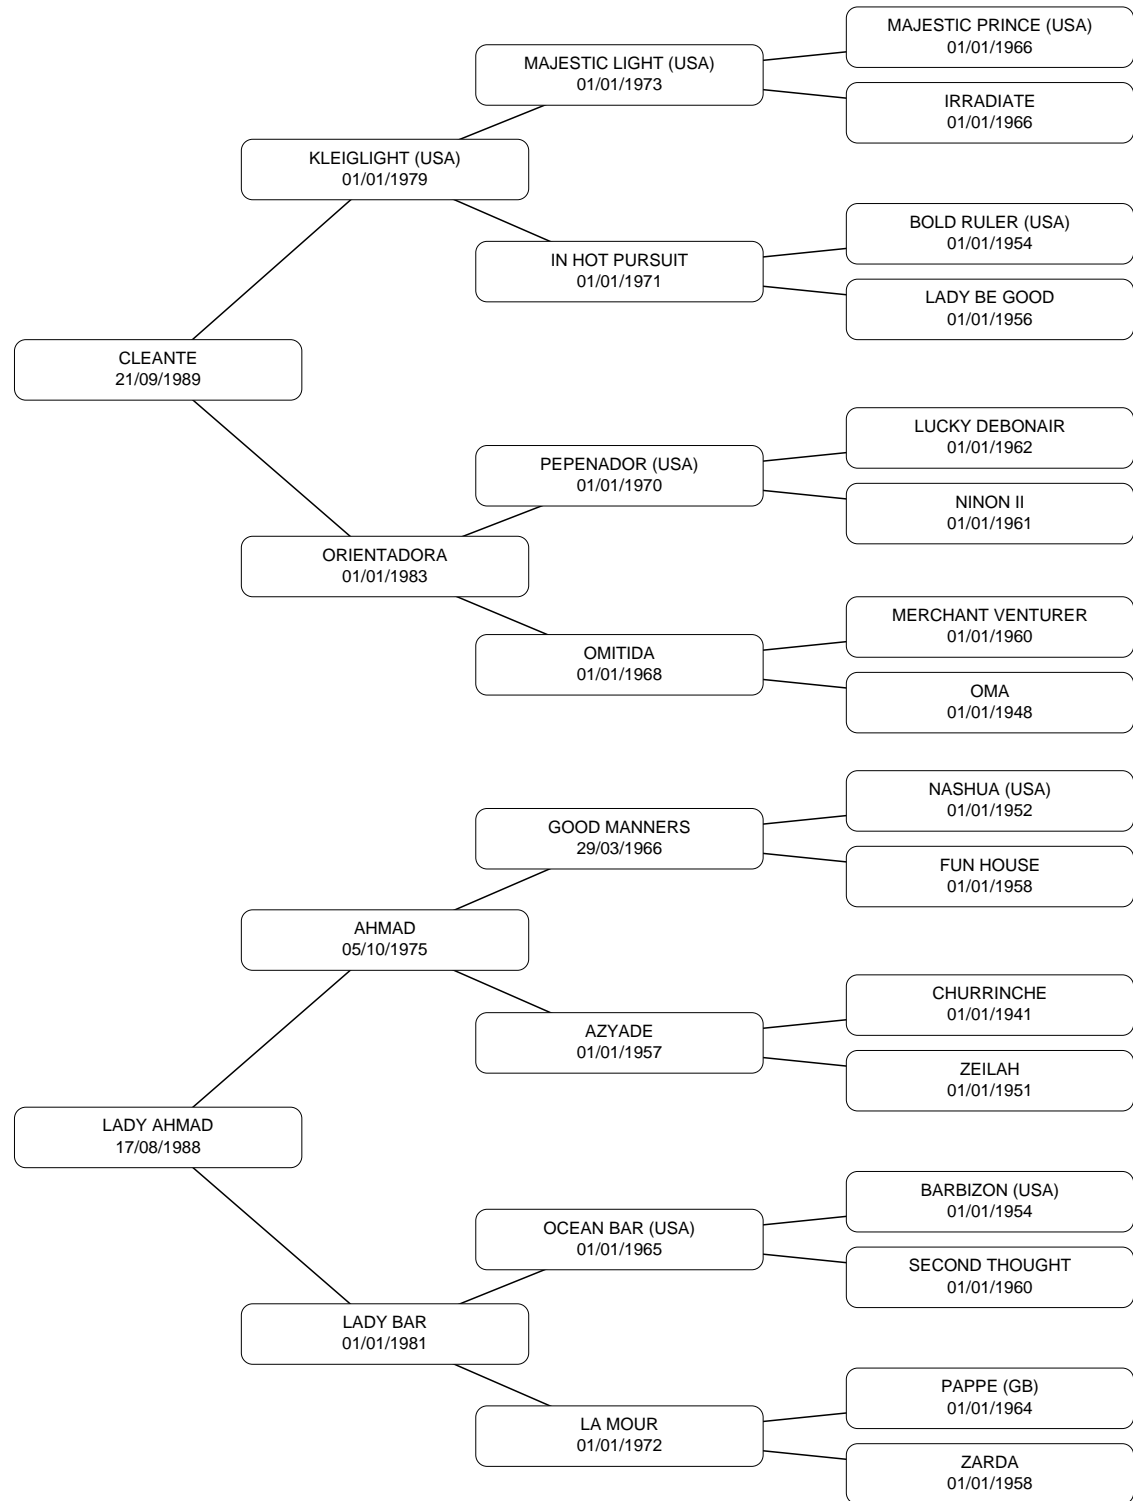 MAJESTIC PRINCE (USA)
01/01/1966
MAJESTIC LIGHT (USA)
01/01/1973
IRRADIATE
01/01/1966
KLEIGLIGHT (USA)
01/01/1979
BOLD RULER (USA)
01/01/1954
IN HOT PURSUIT
01/01/1971
LADY BE GOOD
01/01/1956
CLEANTE
21/09/1989
LUCKY DEBONAIR
01/01/1962
PEPENADOR (USA)
01/01/1970
NINON II
01/01/1961
ORIENTADORA
01/01/1983
MERCHANT VENTURER
01/01/1960
OMITIDA
01/01/1968
OMA
01/01/1948
NASHUA (USA)
01/01/1952
GOOD MANNERS
29/03/1966
FUN HOUSE
01/01/1958
AHMAD
05/10/1975
CHURRINCHE
01/01/1941
AZYADE
01/01/1957
ZEILAH
01/01/1951
LADY AHMAD
17/08/1988
BARBIZON (USA)
01/01/1954
OCEAN BAR (USA)
01/01/1965
SECOND THOUGHT
01/01/1960
LADY BAR
01/01/1981
PAPPE (GB)
01/01/1964
LA MOUR
01/01/1972
ZARDA
01/01/1958